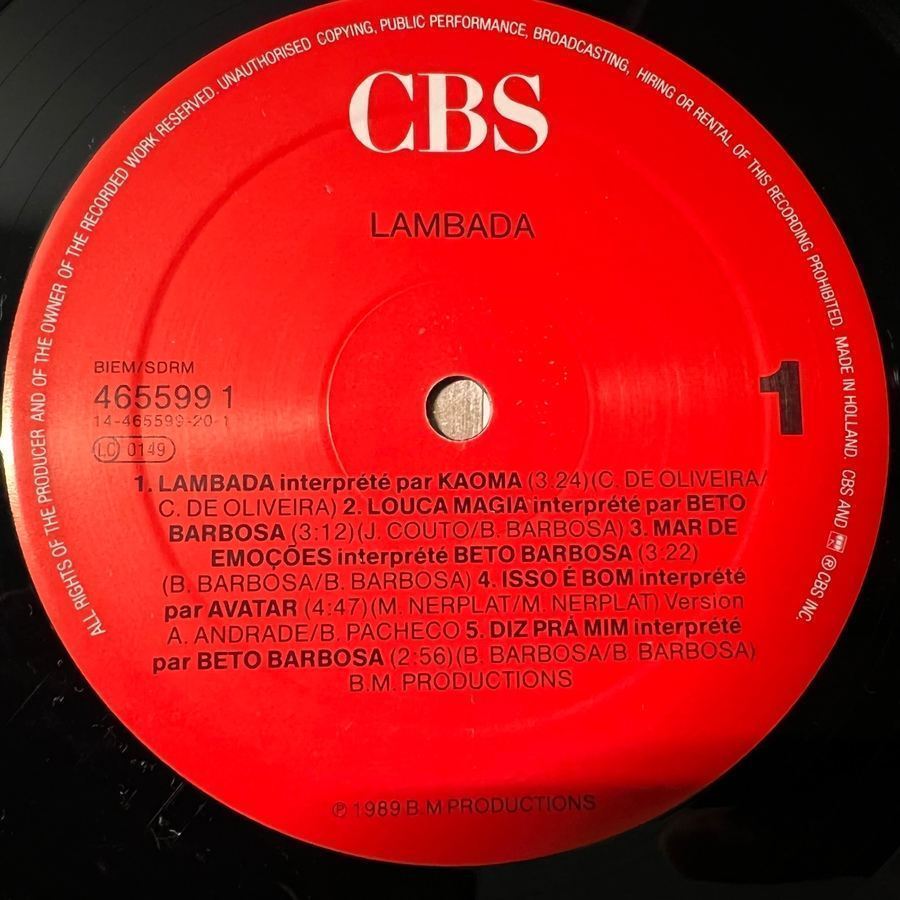 ALL RIGHTS OF THE PRODUCER AND OF THE OWNER OF THE RECORDED WORK RESERVED. UNAUTHORISED COPYING, PUBLIC PERFORMANCE, BROADCASTING, HIRING OR RENTAL OF THIS RECORDING PROHIBITED. MADE IN HOLLAND. CBS AND ℗ CBS INC.
CBS
LAMBADA
BIEM/SDRM
465599 1
14-465599-20-1
LC 0149
1
1. LAMBADA interprété par KAOMA (3.24)(C. DE OLIVEIRA/
C. DE OLIVEIRA) 2. LOUCA MAGIA interprété par BETO
BARBOSA (3:12)(J. COUTO/B. BARBOSA) 3. MAR DE
EMOÇÕES interprété BETO BARBOSA (3.22)
(B. BARBOSA/B. BARBOSA) 4. ISSO É BOM interprété
par AVATAR (4:47)(M. NERPLAT/M. NERPLAT) Version
A. ANDRADE/B. PACHECO 5. DIZ PRÁ MIM interprété
par BETO BARBOSA (2:56)(B. BARBOSA/B. BARBOSA)
B.M. PRODUCTIONS
℗ 1989 B.M PRODUCTIONS